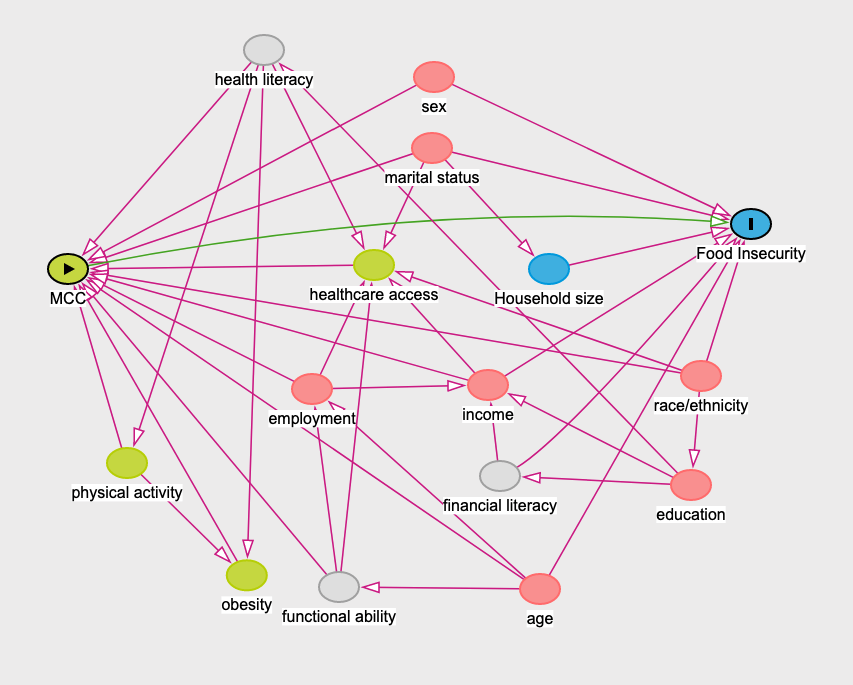 health literacy
sex
marital status
Food Insecurity
MCC
healthcare access
Household size
employment
income
race/ethnicity
physical activity
financial literacy
education
obesity
functional ability
age